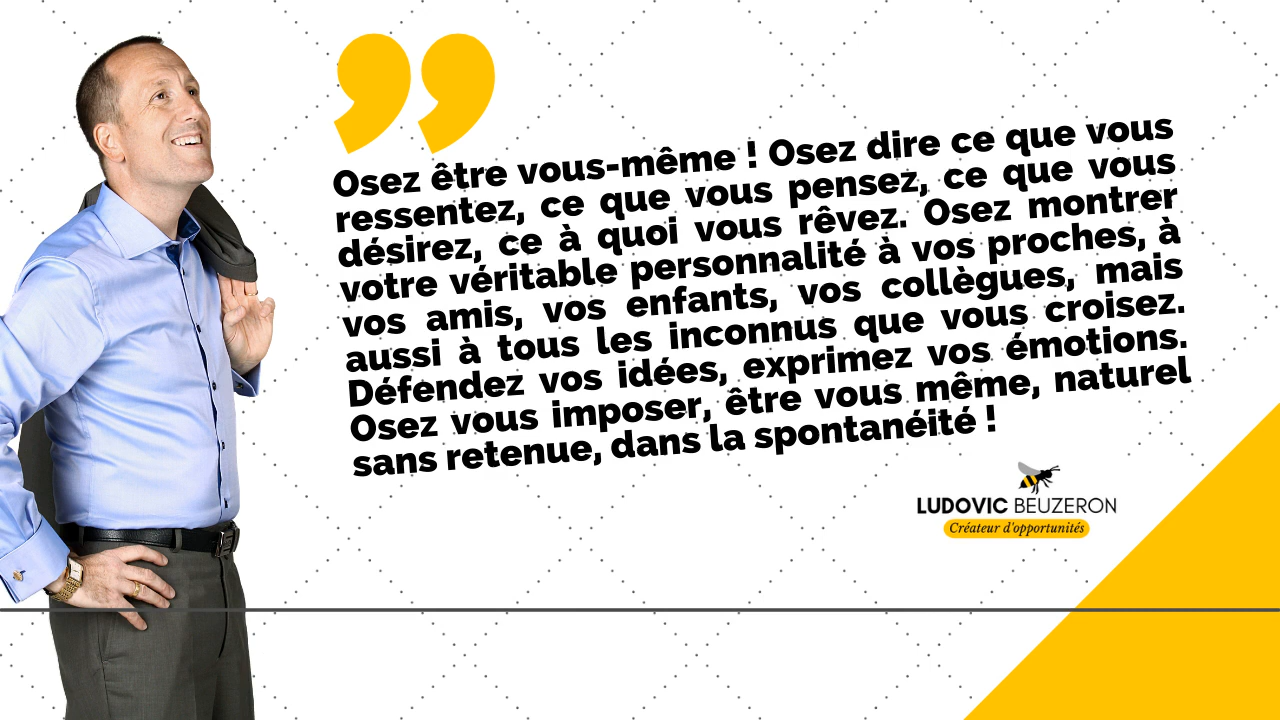 Osez être vous-même ! Osez dire ce que vous
ressentez, ce que vous pensez, ce que vous
désirez, ce à quoi vous rêvez. Osez montrer
votre véritable personnalité à vos proches, à
vos amis, vos enfants, vos collègues, mais
aussi à tous les inconnus que vous croisez.
Défendez vos idées, exprimez vos émotions.
Osez vous imposer, être vous même, naturel
sans retenue, dans la spontanéité !
LUDOVIC BEUZERON
Créateur d'opportunités